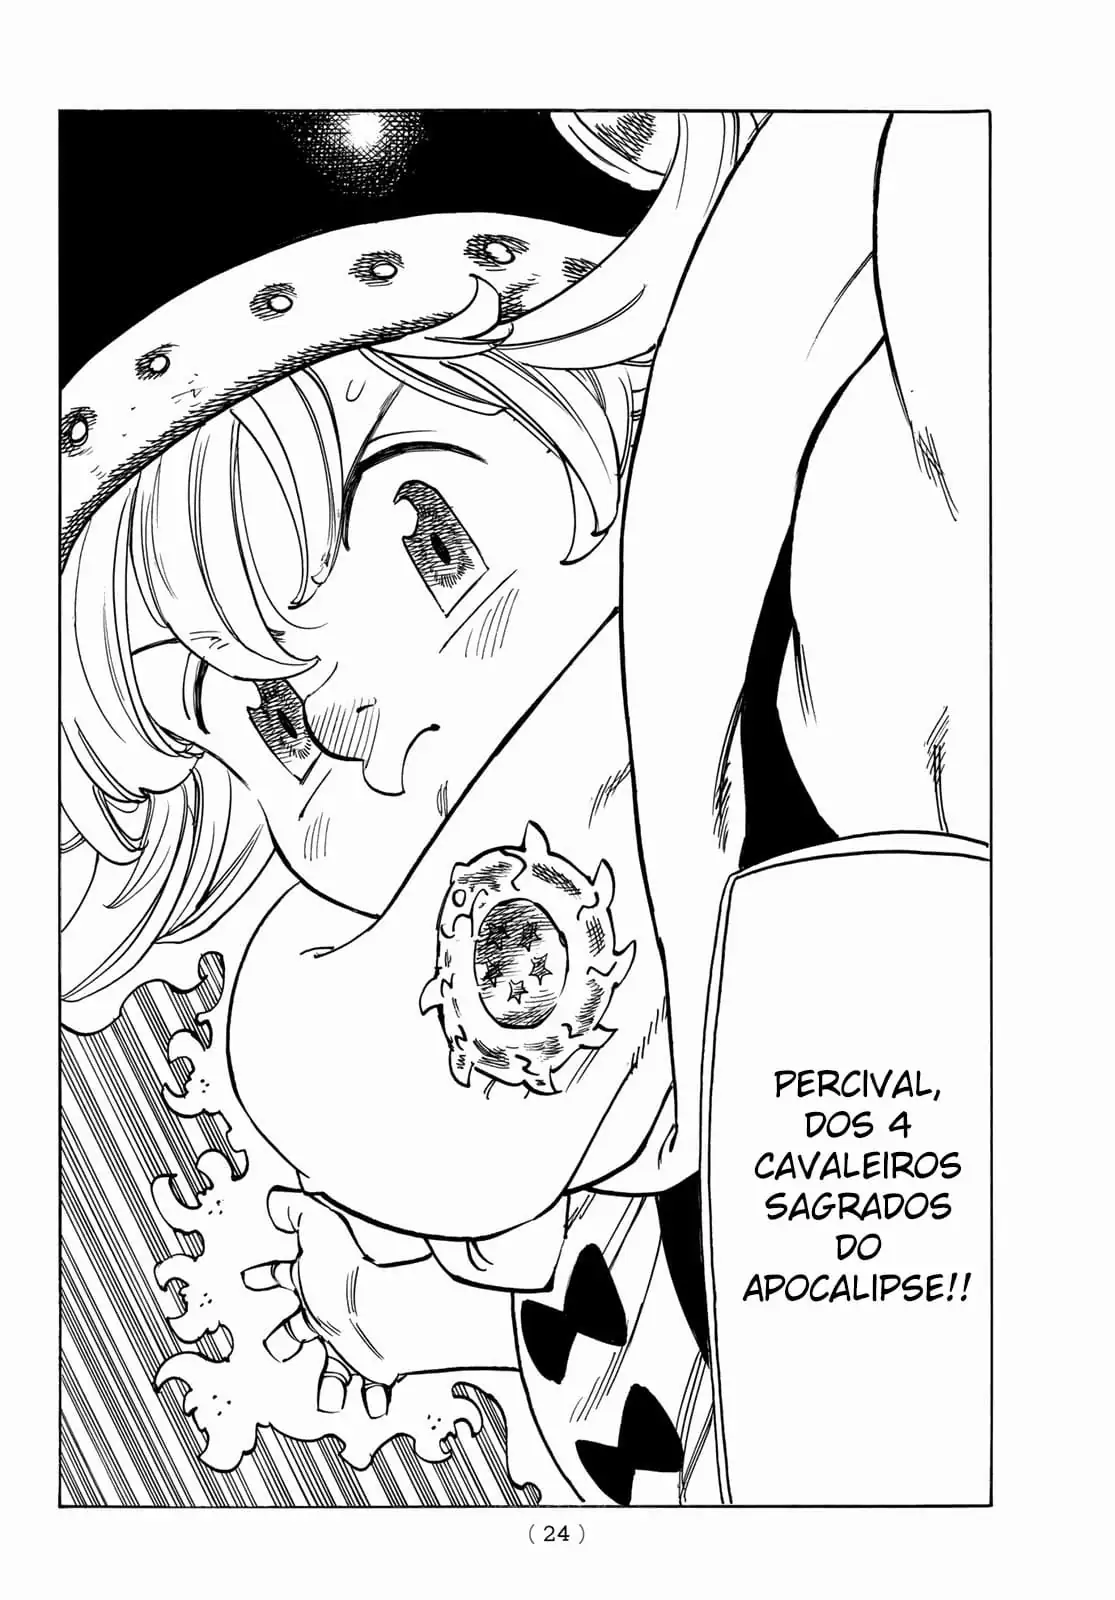 PERCIVAL,
DOS 4
CAVALEIROS
SAGRADOS
DO
APOCALIPSE!!
( 24 )